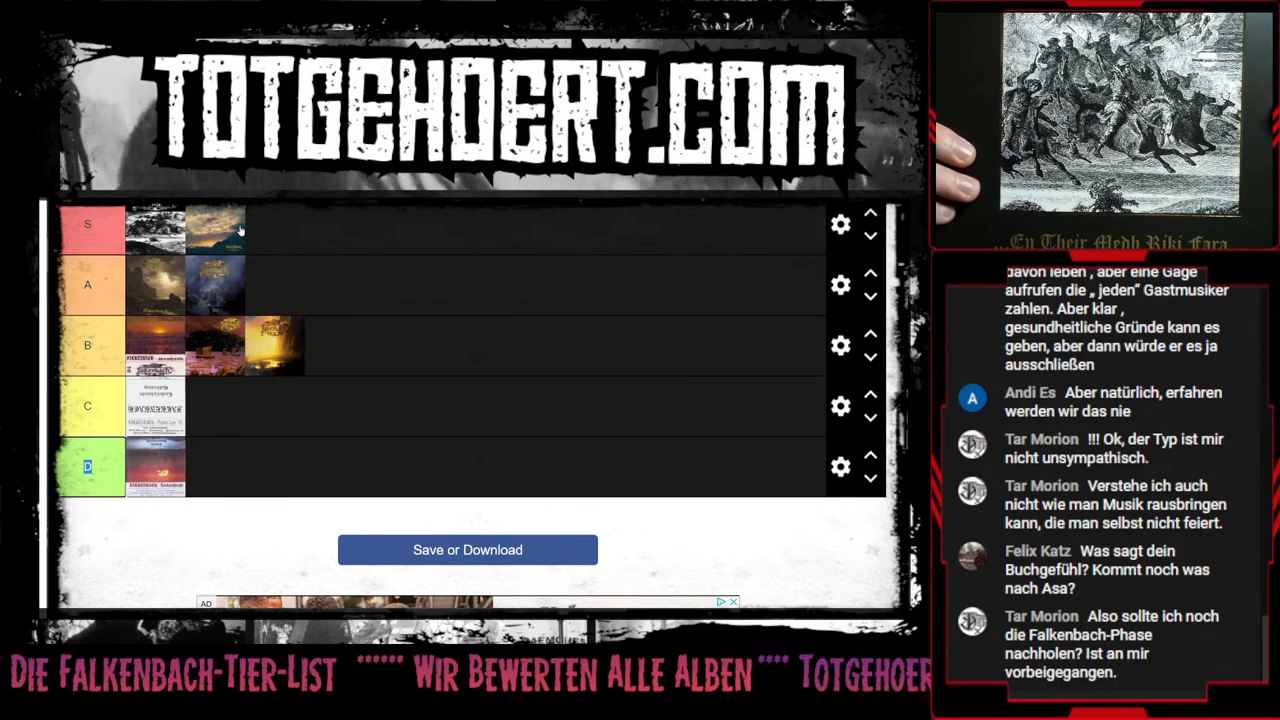 TOTGEHOERT.COM
S
A
B
C
D
Save or Download
AD
...En Their Medh Riki Fara
davon leben , aber eine Gage
aufrufen die „ jeden“ Gastmusiker
zahlen. Aber klar ,
gesundheitliche Gründe kann es
geben, aber dann würde er es ja
ausschließen
A Andi Es Aber natürlich, erfahren
werden wir das nie
Tar Morion !!! Ok, der Typ ist mir
nicht unsympathisch.
Tar Morion Verstehe ich auch
nicht wie man Musik rausbringen
kann, die man selbst nicht feiert.
Felix Katz Was sagt dein
Buchgefühl? Kommt noch was
nach Asa?
Tar Morion Also sollte ich noch
die Falkenbach-Phase
nachholen? Ist an mir
vorbeigegangen.
Die Falkenbach-Tier-List ****** Wir Bewerten Alle Alben **** Totgehoer